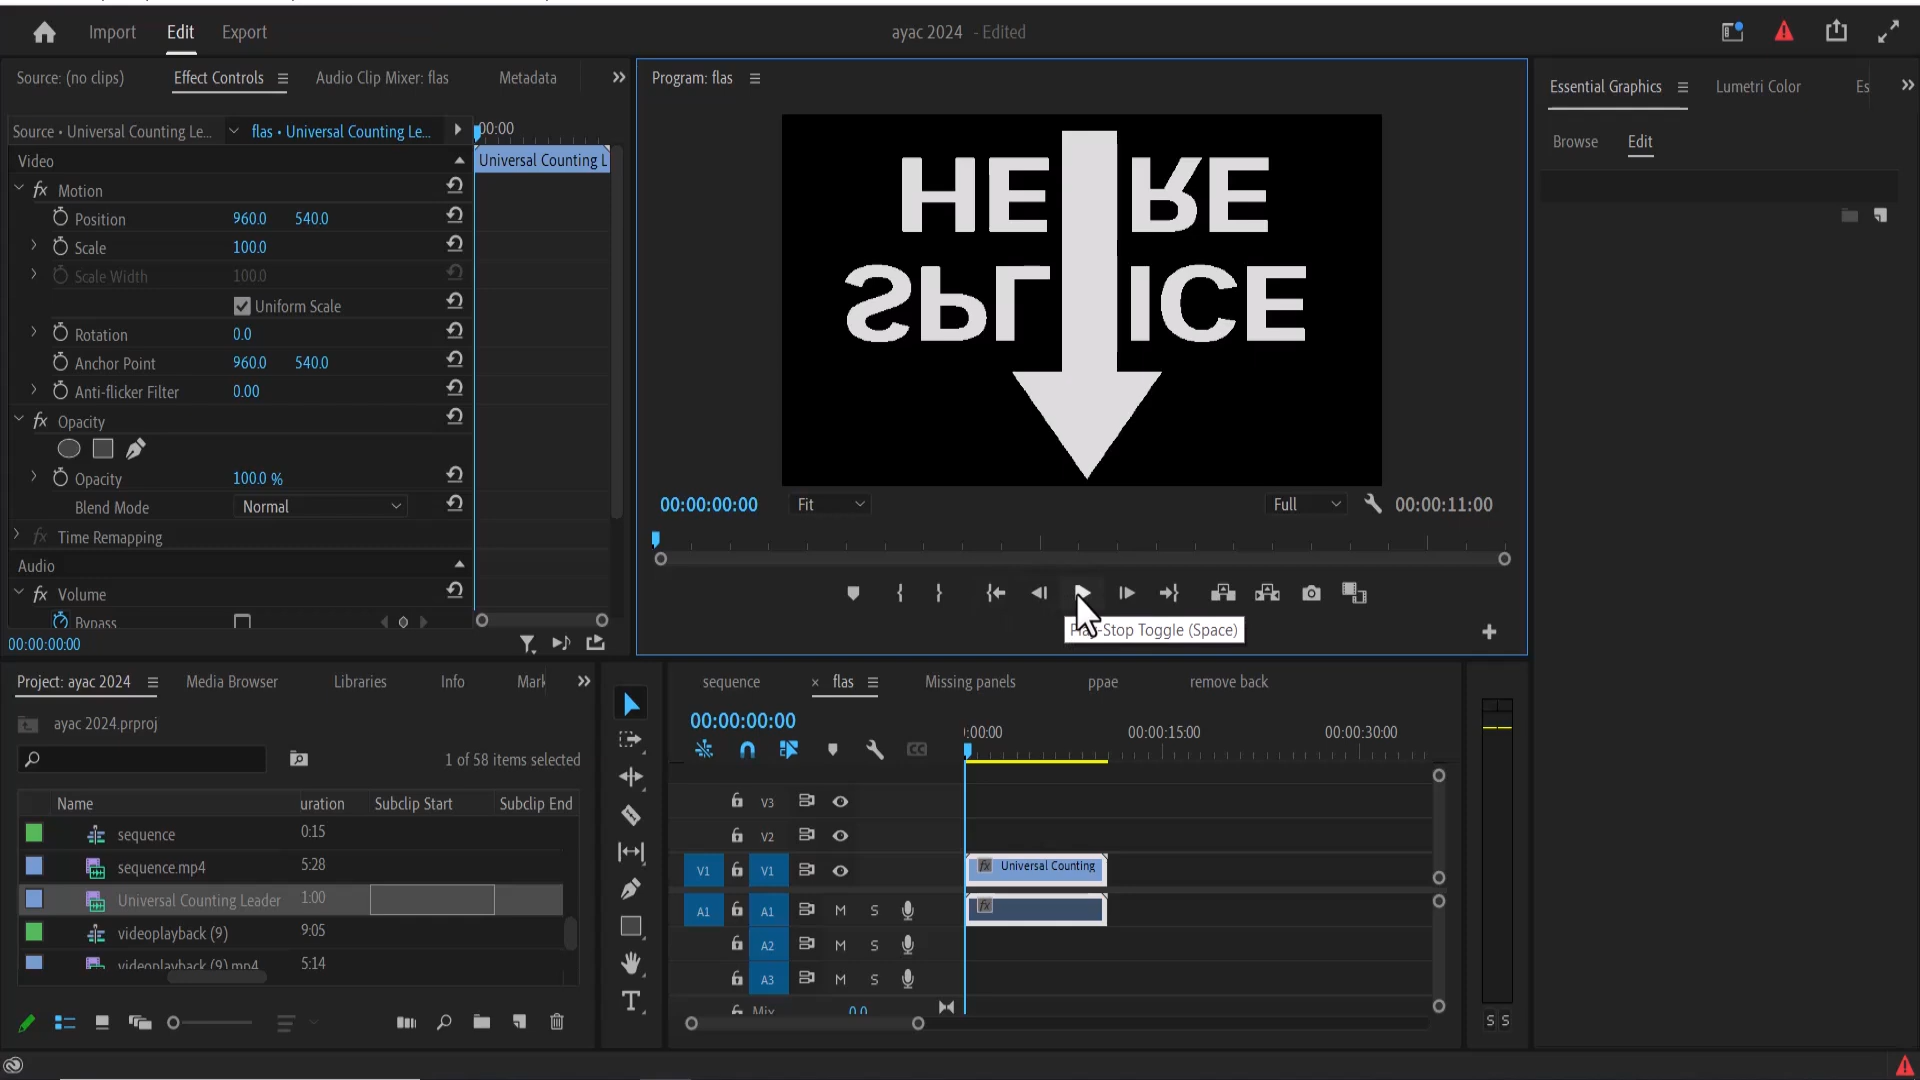 Import
Edit
Export
ayac 2024 - Edited
Source: (no clips)
Effect Controls
Audio Clip Mixer: flas
Metadata
Source • Universal Counting Le...
flas • Universal Counting Le...
:00:00
Universal Counting L
Video
fx Motion
Position 960.0 540.0
Scale 100.0
Scale Width 100.0
Uniform Scale
Rotation 0.0
Anchor Point 960.0 540.0
Anti-flicker Filter 0.00
fx Opacity
Opacity 100.0 %
Blend Mode Normal
fx Time Remapping
Audio
fx Volume
Bypass
00:00:00:00
Program: flas
HE RE
SPL ICE
00:00:00:00
Fit
Full
00:00:11:00
-Stop Toggle (Space)
Essential Graphics
Lumetri Color
Es
Browse
Edit
Project: ayac 2024
Media Browser
Libraries
Info
Mark
ayac 2024.prproj
1 of 58 items selected
Name
uration
Subclip Start
Subclip End
sequence 0:15
sequence.mp4 5:28
Universal Counting Leader 1:00
videoplayback (9) 9:05
videoplayback (9).mp4 5:14
T
sequence
× flas
Missing panels
ppae
remove back
00:00:00:00
CC
:00:00
00:00:15:00
00:00:30:00
V3
V2
V1 V1
fx Universal Counting
A1 A1 M S
fx
A2 M S
A3 M S
Mix 0.0
S S